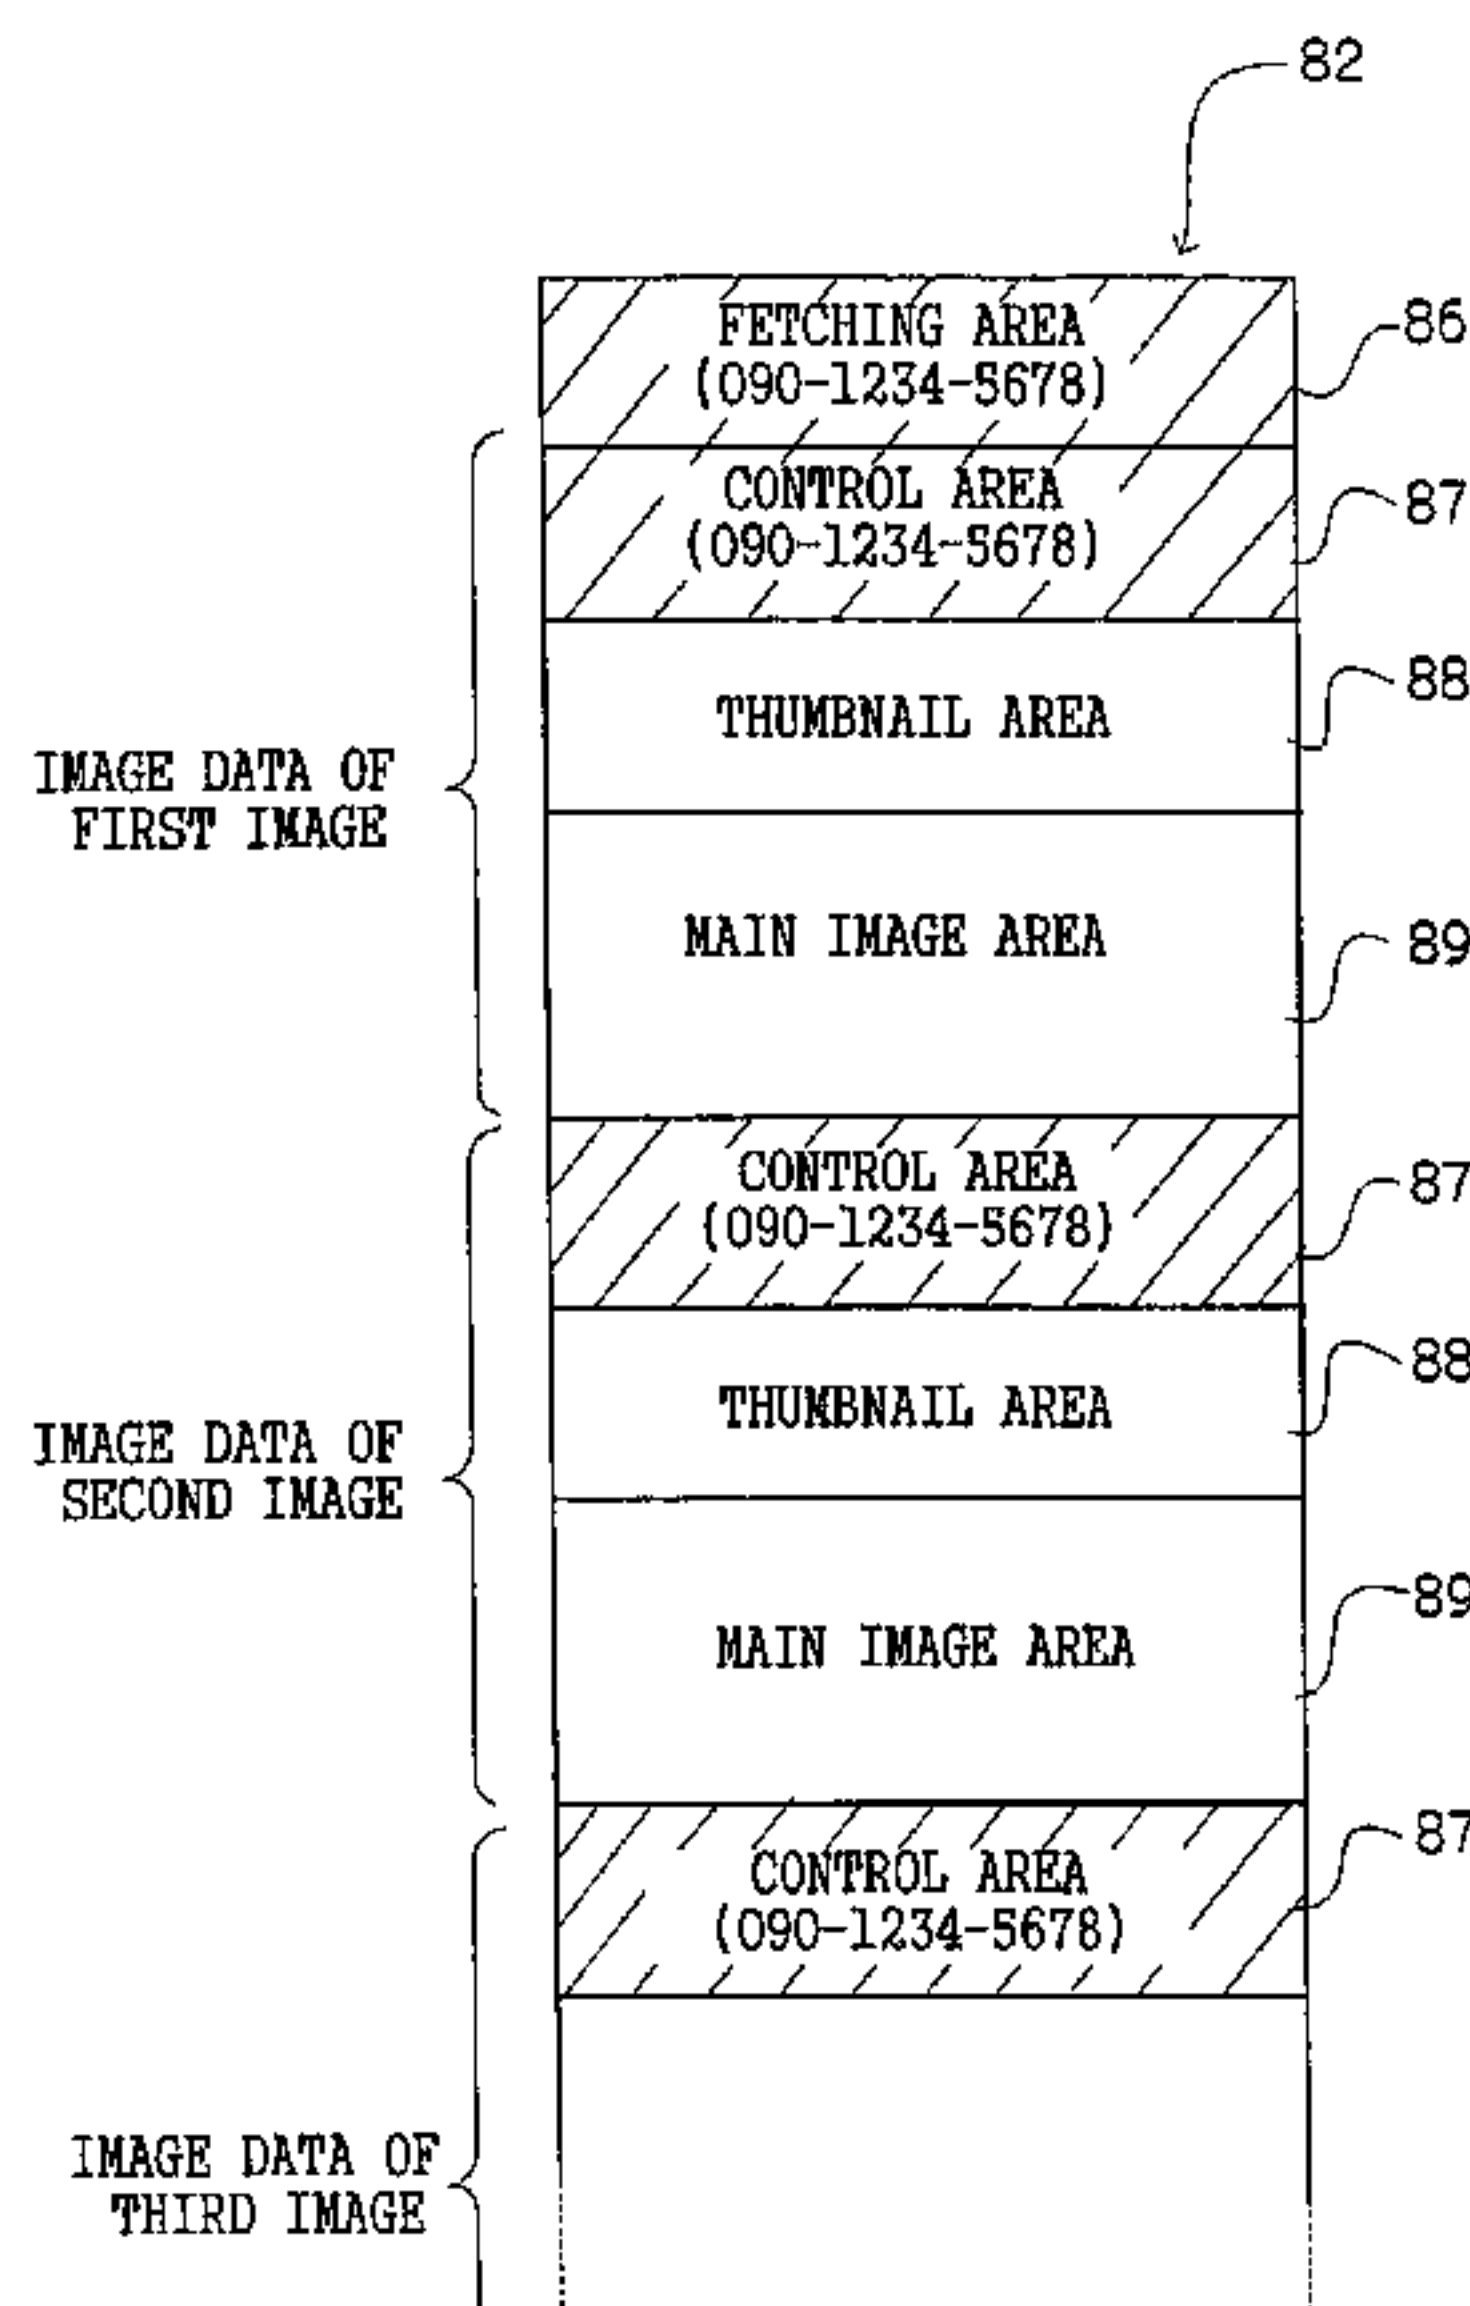 82
FETCHING AREA
(090-1234-5678)
86
CONTROL AREA
(090-1234-5678)
87
THUMBNAIL AREA
88
IMAGE DATA OF
FIRST IMAGE
MAIN IMAGE AREA
89
CONTROL AREA
(090-1234-5678)
87
THUMBNAIL AREA
88
IMAGE DATA OF
SECOND IMAGE
MAIN IMAGE AREA
89
CONTROL AREA
(090-1234-5678)
87
IMAGE DATA OF
THIRD IMAGE